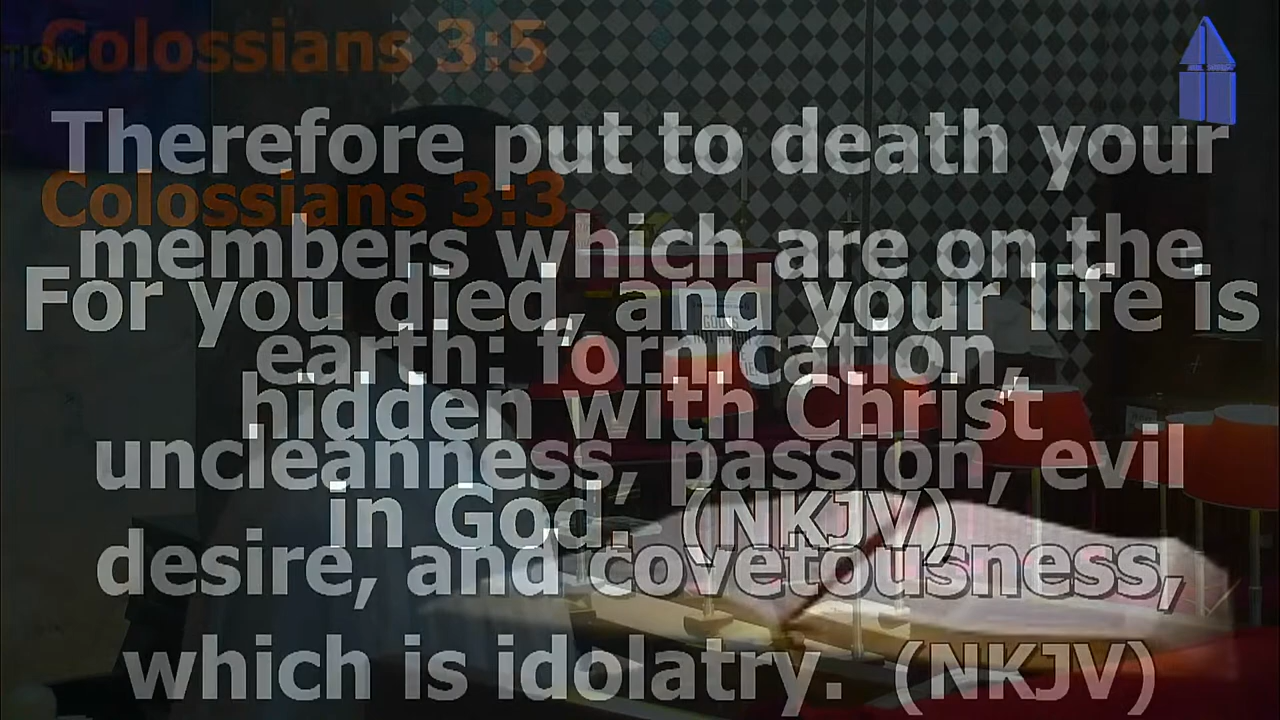 TION
Colossians 3:5
Therefore put to death your
members which are on the
earth: fornication,
uncleanness, passion, evil
desire, and covetousness,
which is idolatry. (NKJV)
Colossians 3:3
For you died, and your life is
hidden with Christ
in God. (NKJV)